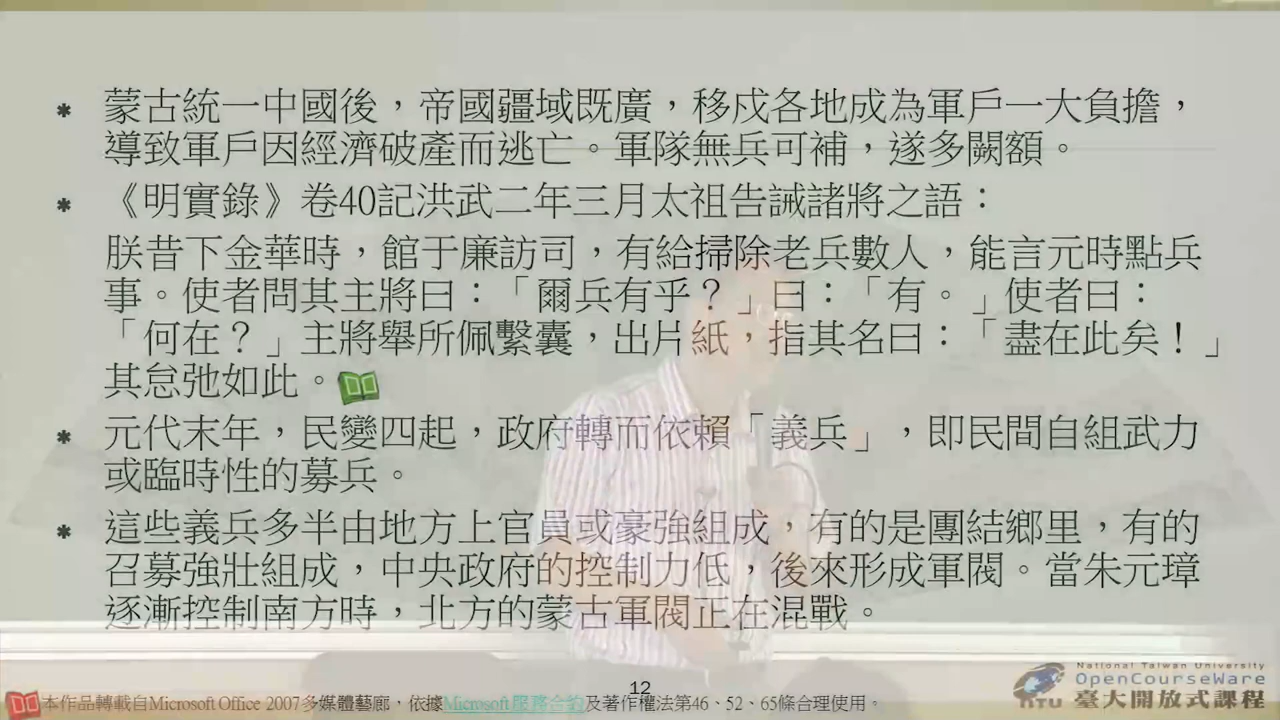 * 蒙古統一中國後，帝國疆域既廣，移戍各地成為軍戶一大負擔，
導致軍戶因經濟破產而逃亡。軍隊無兵可補，遂多闕額。
* 《明實錄》卷40記洪武二年三月太祖告誡諸將之語：
朕昔下金華時，館于廉訪司，有給掃除老兵數人，能言元時點兵
事。使者問其主將曰：「爾兵有乎？」曰：「有。」使者曰：
「何在？」主將舉所佩繫囊，出片紙，指其名曰：「盡在此矣！」
其怠弛如此。
* 元代末年，民變四起，政府轉而依賴「義兵」，即民間自組武力
或臨時性的募兵。
* 這些義兵多半由地方上官員或豪強組成，有的是團結鄉里，有的
召募強壯組成，中央政府的控制力低，後來形成軍閥。當朱元璋
逐漸控制南方時，北方的蒙古軍閥正在混戰。
12
本作品轉載自Microsoft Office 2007多媒體藝廊，依據Microsoft服務合約及著作權法第46、52、65條合理使用。
National Taiwan University
OpenCourseWare
NTU 臺大開放式課程